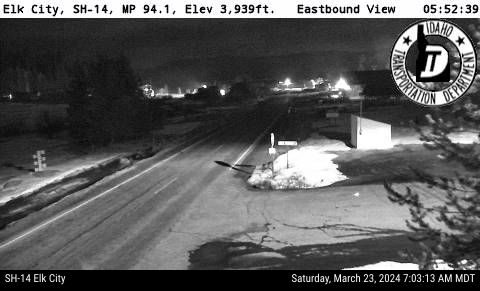 Elk City, SH-14, MP 94.1, Elev 3,939ft. Eastbound View 05:52:39
IDAHO
TRANSPORTATION DEPARTMENT
SH-14 Elk City Saturday, March 23, 2024 7:03:13 AM MDT